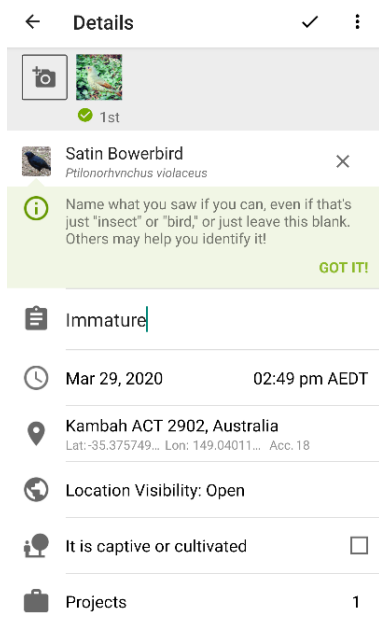 Details
1st
Satin Bowerbird
Ptilonorhynchus violaceus
Name what you saw if you can, even if that's
just "insect" or "bird," or just leave this blank.
Others may help you identify it!
GOT IT!
Immature
Mar 29, 2020 02:49 pm AEDT
Kambah ACT 2902, Australia
Lat:-35.375749... Lon: 149.04011... Acc. 18
Location Visibility: Open
It is captive or cultivated
Projects 1